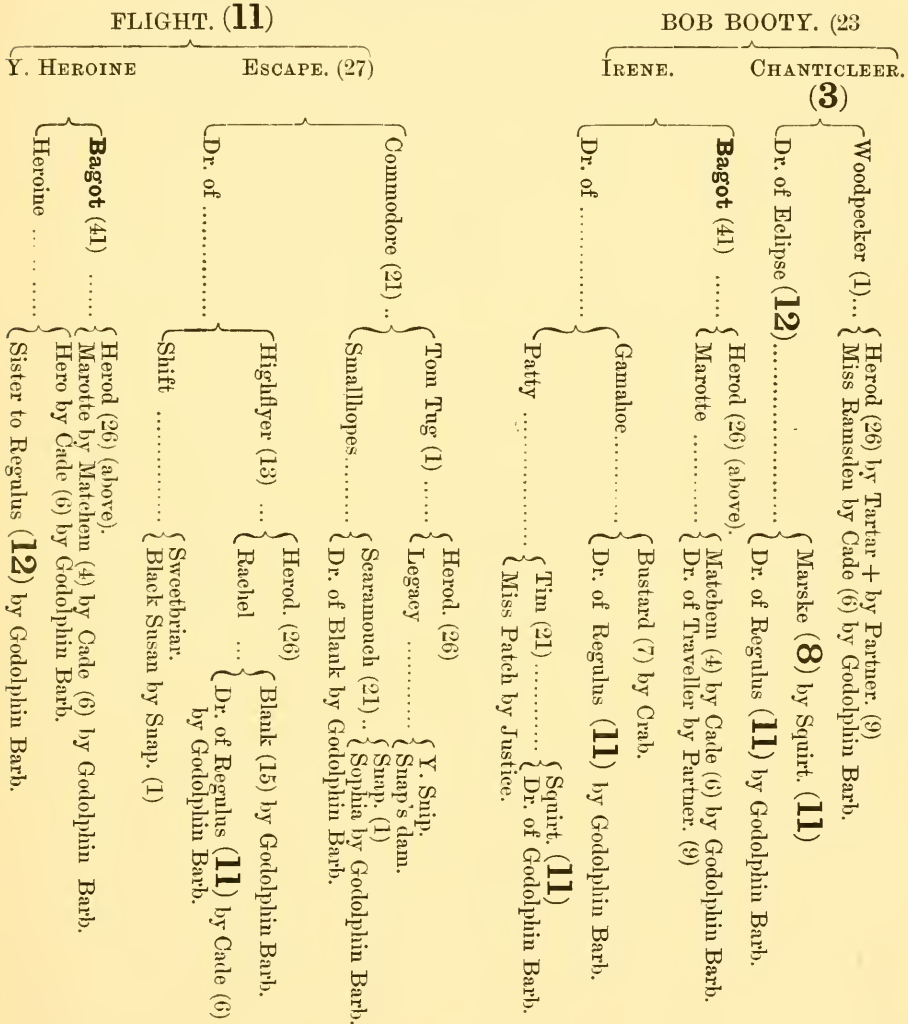 FLIGHT. (11)
BOB BOOTY. (23
Y. HEROINE
ESCAPE. (27)
IRENE.
CHANTICLEER.
(3)
Woodpecker (1)...
Herod (26) by Tartar + by Partner. (9)
Miss Ramsden by Cade (6) by Godolphin Barb.
Dr. of Eclipse (12)..................
Marske (8) by Squirt. (11)
Dr. of Regulus (11) by Godolphin Barb.
Bagot (41) ......
Herod (26) (above).
Marotte .........
Matchem (4) by Cade (6) by Godolphin Barb.
Dr. of Traveller by Partner. (9)
Dr. of ............
Gamahoe.........
Bustard (7) by Crab.
Dr. of Regulus (11) by Godolphin Barb.
Patty ...............
Tim (21) .........
Squirt. (11)
Dr. of Godolphin Barb.
Miss Patch by Justice.
Commodore (21) ..
Tom Tug (1) ......
Herod. (26)
Legacy .........
Y. Snip.
Snap's dam.
Smallhopes......
Scaramouch (21) ..
Snap. (1)
Sophia by Godolphin Barb.
Dr. of Blank by Godolphin Barb.
Dr. of ............
Highflyer (13) ...
Herod. (26)
Rachel ...
Blank (15) by Godolphin Barb.
Dr. of Regulus (11) by Cade (6)
by Godolphin Barb.
Shift ............
Sweetbriar.
Black Susan by Snap. (1)
Bagot (41) ......
Herod (26) (above).
Marotte by Matchem (4) by Cade (6) by Godolphin Barb.
Heroine ... ... ......
Hero by Cade (6) by Godolphin Barb.
Sister to Regulus (12) by Godolphin Barb.